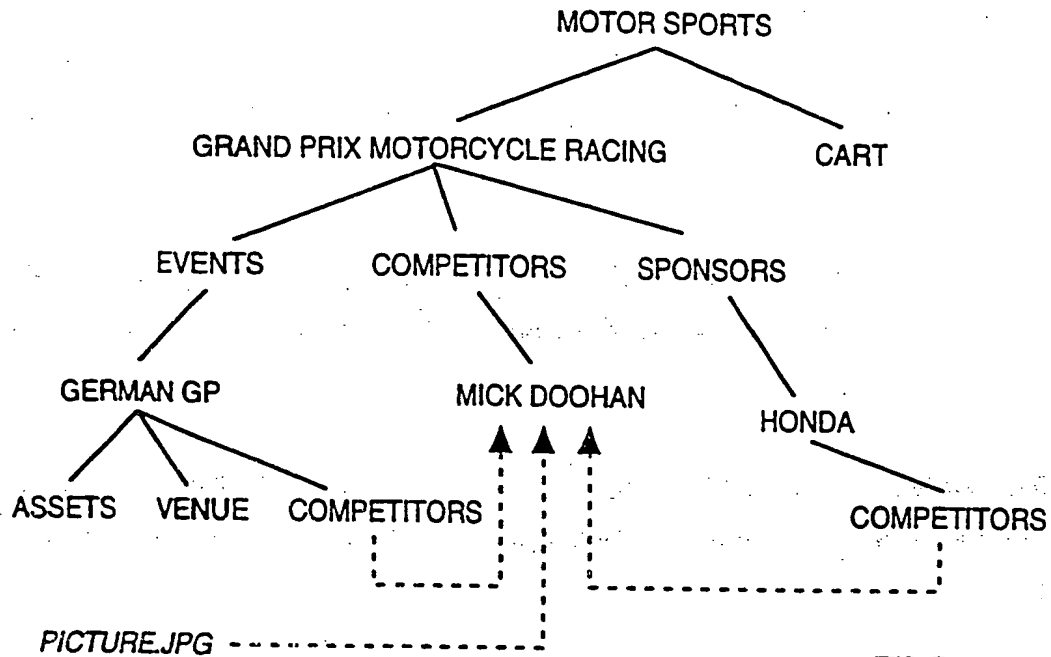 MOTOR SPORTS
GRAND PRIX MOTORCYCLE RACING CART
EVENTS COMPETITORS SPONSORS
GERMAN GP MICK DOOHAN
HONDA
ASSETS VENUE COMPETITORS
COMPETITORS
PICTURE.JPG